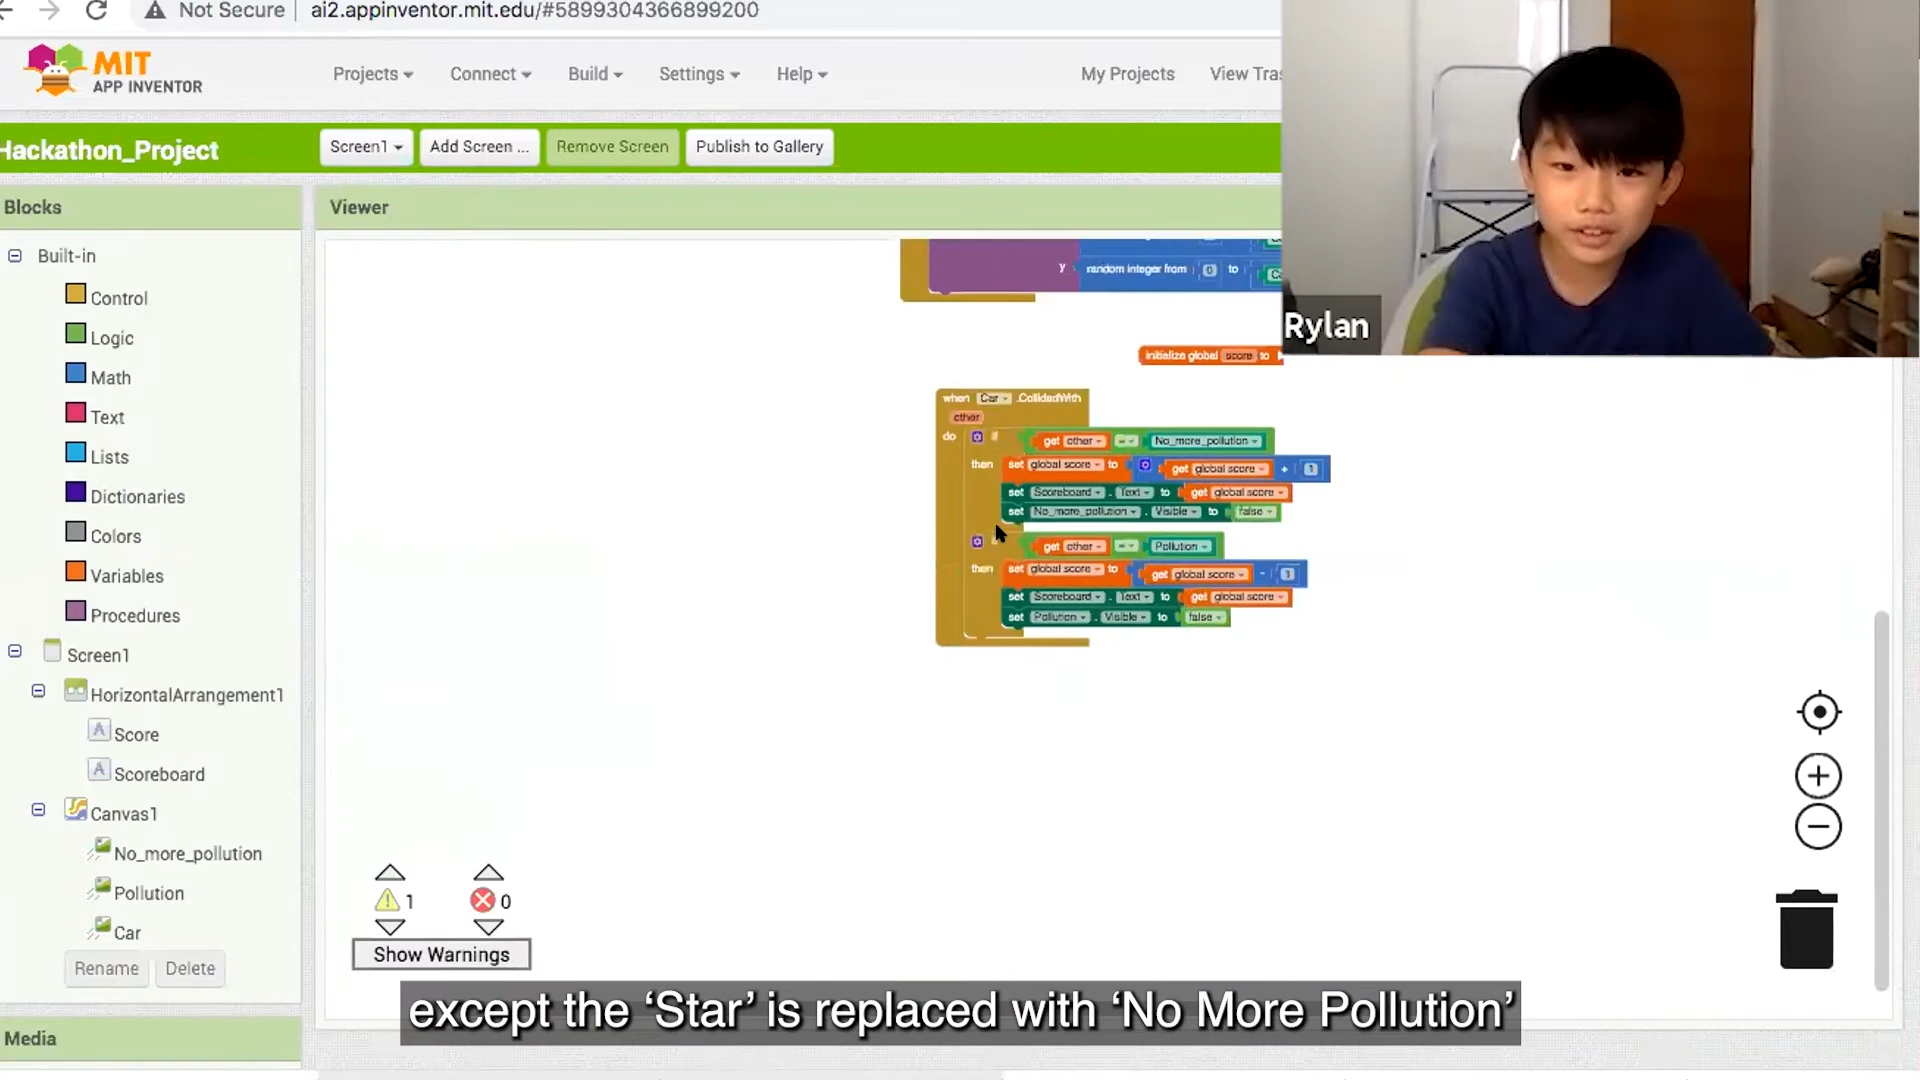 Not Secure
ai2.appinventor.mit.edu/#5899304366899200
MIT
APP INVENTOR
Projects
Connect
Build
Settings
Help
My Projects
View Tras
Hackathon_Project
Screen1
Add Screen ...
Remove Screen
Publish to Gallery
Blocks
Viewer
Built-in
Control
Logic
Math
Text
Lists
Dictionaries
Colors
Variables
Procedures
Screen1
HorizontalArrangement1
Score
Scoreboard
Canvas1
No_more_pollution
Pollution
Car
Rename
Delete
Media
y random integer from 0 to
initialize global score to
when Car .CollidedWith
other
do if get other = No_more_pollution
then set global score to get global score + 1
set Scoreboard . Text to get global score
set No_more_pollution . Visible to false
get other = Pollution
then set global score to get global score - 1
set Scoreboard . Text to get global score
set Pollution . Visible to false
1
0
Show Warnings
Rylan
except the ‘Star’ is replaced with ‘No More Pollution’